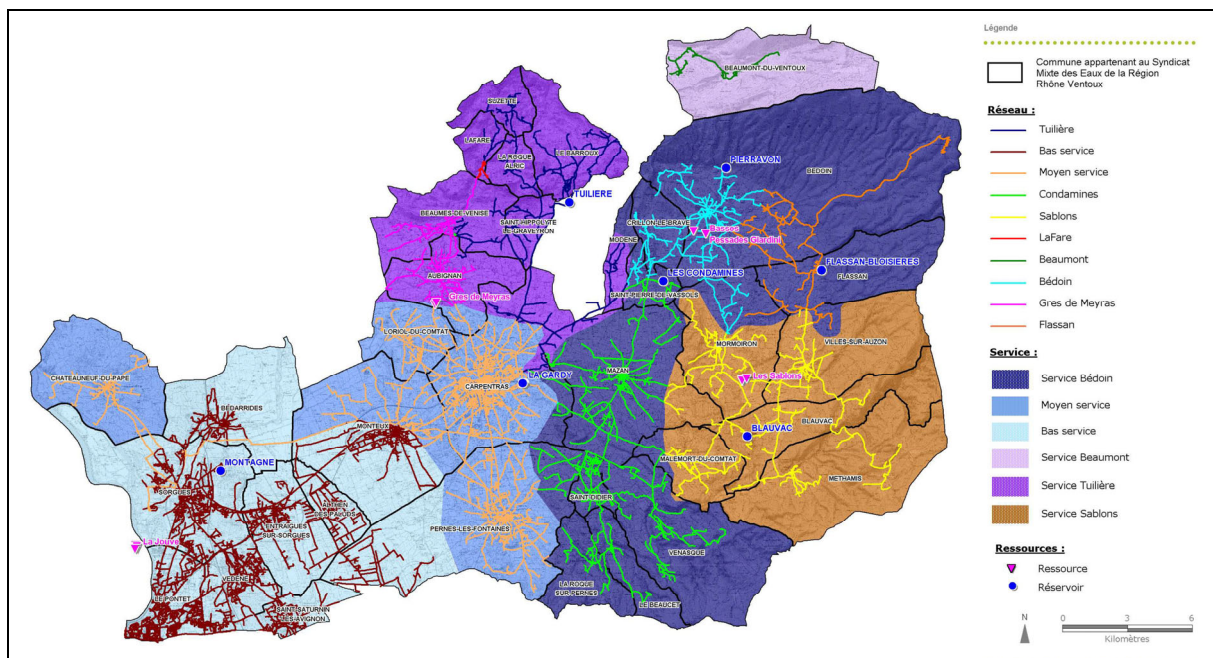 BEAUMONT-DU-VENTOUX
SUZETTE
LAFARE
LA ROQUE
ALRIC
LE BARROUX
PIERRAVON
BEDOIN
TUILIERE
BEAUMES-DE-VENISE
SAINT-HIPPOLYTE
LE-GRAVEYRON
CRILLON-LE-BRAVE
Basses
Pessades Giardini
MODENE
AUBIGNAN
LES CONDAMINES
FLASSAN-BLOISIERES
FLASSAN
Gres de Meyras
SAINT-PIERRE-DE-VASSOLS
LORIOL-DU-COMTAT
MORMOIRON
VILLES-SUR-AUZON
CHATEAUNEUF-DU-PAPE
CARPENTRAS
LA GARDY
MAZAN
Les Sablons
BÉDARRIDES
MONTEUX
BLAUVAC
BLAUVAC
MONTAGNE
MALEMORT-DU-COMTAT
METHAMIS
SORGUES
SAINT DIDIER
ALTHEN
DES PALUDS
ENTRAIGUES
SUR-SORGUES
PERNES-LES-FONTAINES
La Jouve
VENASQUE
VEDENE
LA ROQUE
SUR-PERNES
LE PONTET
SAINT-SATURNIN
LES AVIGNON
LE BEAUCET
Légende
Commune appartenant au Syndicat
Mixte des Eaux de la Région
Rhône Ventoux
Réseau :
Tuilière
Bas service
Moyen service
Condamines
Sablons
LaFare
Beaumont
Bédoin
Gres de Meyras
Flassan
Service :
Service Bédoin
Moyen service
Bas service
Service Beaumont
Service Tuilière
Service Sablons
Ressources :
Ressource
Réservoir
N
0 3 6
Kilomètres